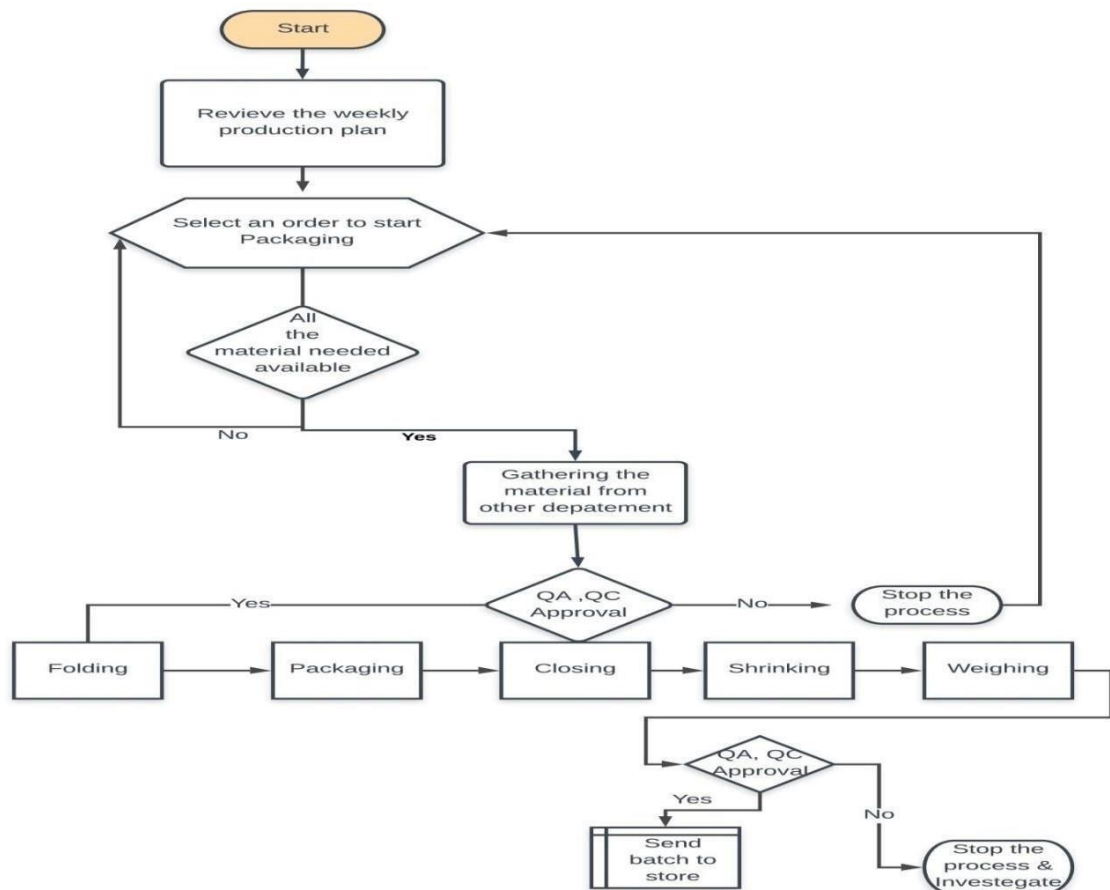 Start
Revieve the weekly
production plan
Select an order to start
Packaging
All
the
material needed
available
No
Yes
Gathering the
material from
other depatement
QA ,QC
Approval
Yes
No
Stop the
process
Folding
Packaging
Closing
Shrinking
Weighing
QA, QC
Approval
Yes
No
Send
batch to
store
Stop the
process &
Investegate